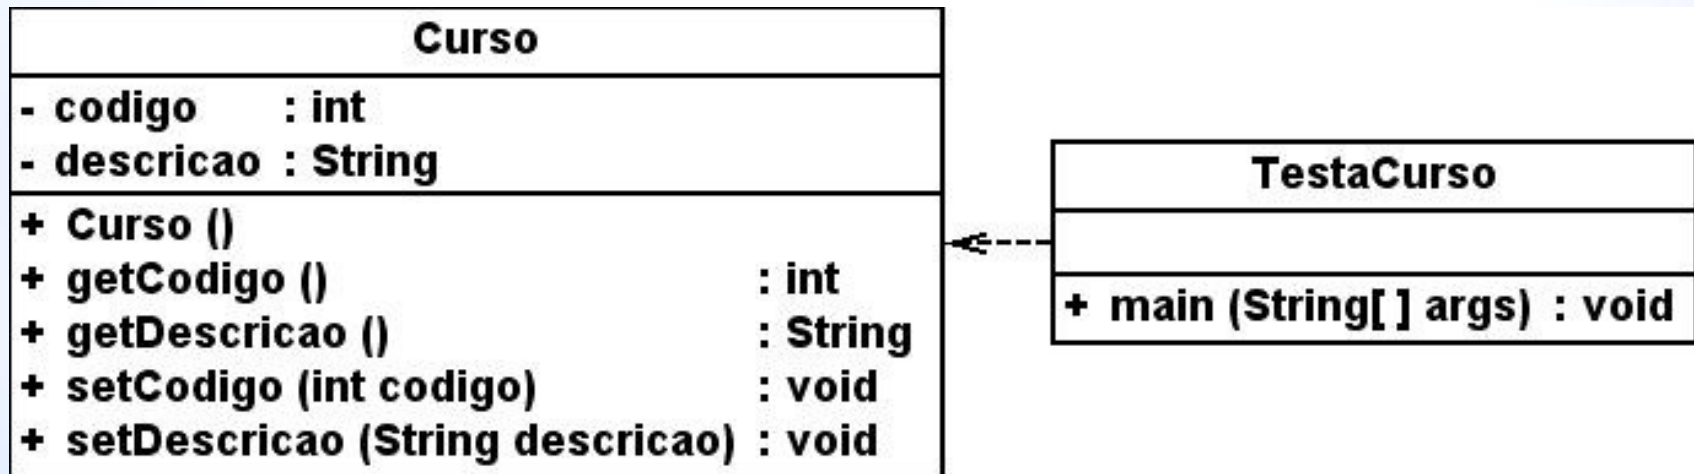 Curso
- codigo : int
- descricao : String
+ Curso ()
+ getCodigo () : int
+ getDescricao () : String
+ setCodigo (int codigo) : void
+ setDescricao (String descricao) : void
TestaCurso
+ main (String[ ] args) : void